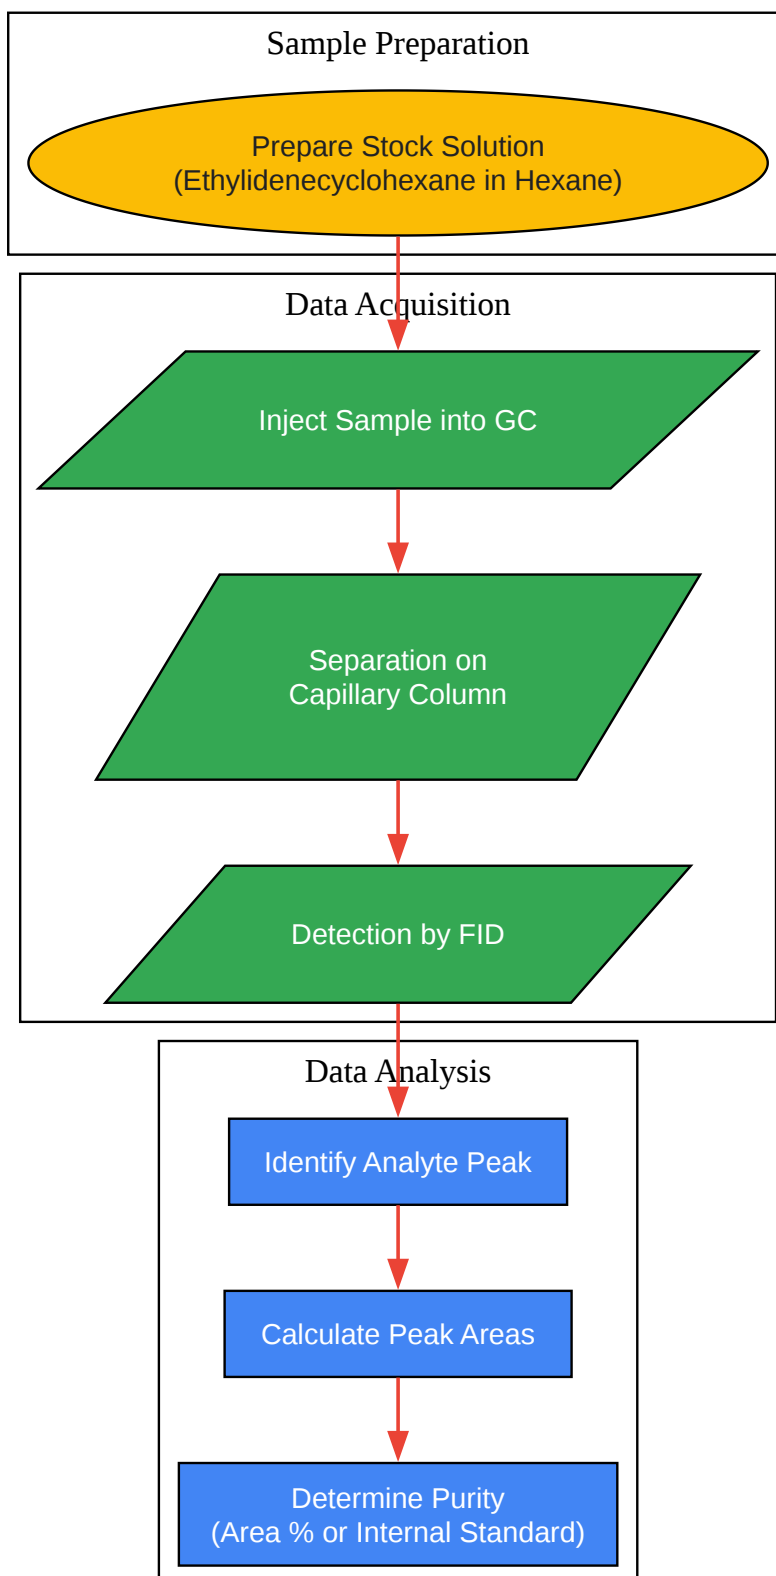 Sample Preparation
Prepare Stock Solution
(Ethylidenecyclohexane in Hexane)
Data Acquisition
Inject Sample into GC
Separation on
Capillary Column
Detection by FID
Data Analysis
Identify Analyte Peak
Calculate Peak Areas
Determine Purity
(Area % or Internal Standard)